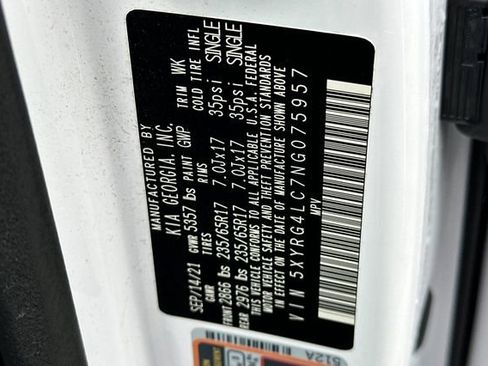 MANUFACTURED BY
KIA GEORGIA, INC.
SEP/14/21 GVWR 5357 lbs PAINT GWP TRIM WK
GAWR TIRES RIMS COLD TIRE INFL
FRONT 2866 lbs 235/65R17 7.0Jx17 35psi SINGLE
REAR 2976 lbs 235/65R17 7.0Jx17 35psi SINGLE
THIS VEHICLE CONFORMS TO ALL APPLICABLE U.S.A. FEDERAL
MOTOR VEHICLE SAFETY AND THEFT PREVENTION STANDARDS
IN EFFECT ON THE DATE OF MANUFACTURE SHOWN ABOVE.
VIN 5XYRG4LC7NG075957
MPV
512A